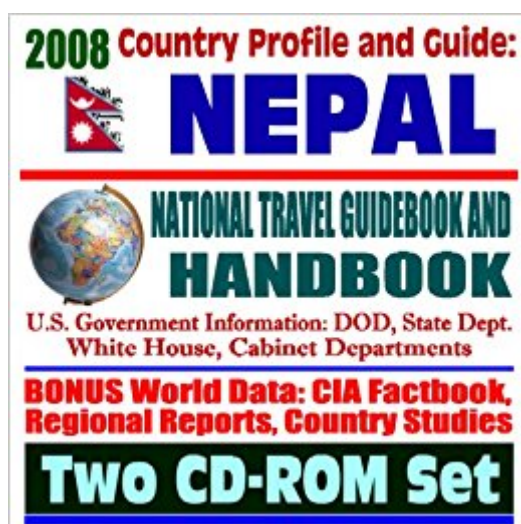 2008 Country Profile and Guide:
NEPAL
NATIONAL TRAVEL GUIDEBOOK AND
HANDBOOK
U.S. Government Information: DOD, State Dept.
White House, Cabinet Departments
BONUS World Data: CIA Factbook,
Regional Reports, Country Studies
Two CD-ROM Set